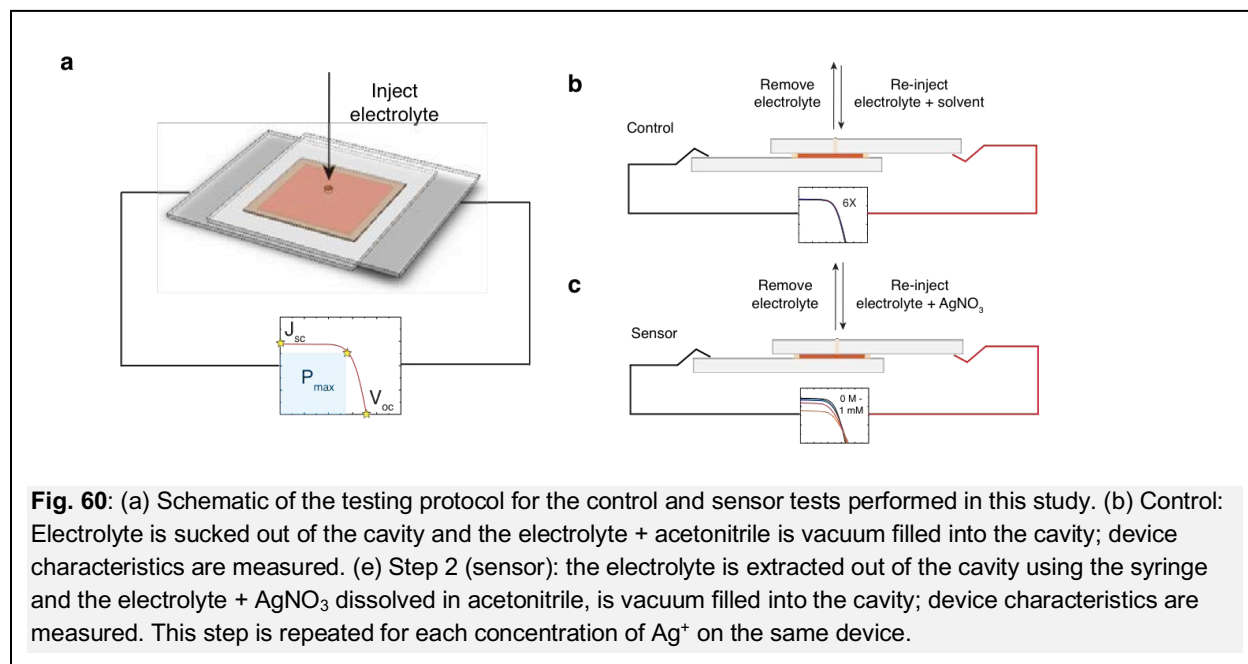 a
Inject
electrolyte
J_sc
P_max
V_oc
b
Remove
electrolyte
Re-inject
electrolyte + solvent
Control
6X
c
Remove
electrolyte
Re-inject
electrolyte + AgNO₃
Sensor
0 M -
1 mM
Fig. 60: (a) Schematic of the testing protocol for the control and sensor tests performed in this study. (b) Control:
Electrolyte is sucked out of the cavity and the electrolyte + acetonitrile is vacuum filled into the cavity; device
characteristics are measured. (e) Step 2 (sensor): the electrolyte is extracted out of the cavity using the syringe
and the electrolyte + AgNO₃ dissolved in acetonitrile, is vacuum filled into the cavity; device characteristics are
measured. This step is repeated for each concentration of Ag⁺ on the same device.